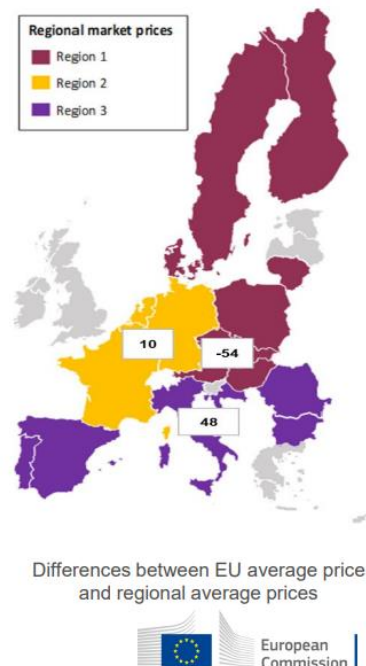 Regional market prices
Region 1
Region 2
Region 3
10
-54
48
Differences between EU average price
and regional average prices
European
Commission